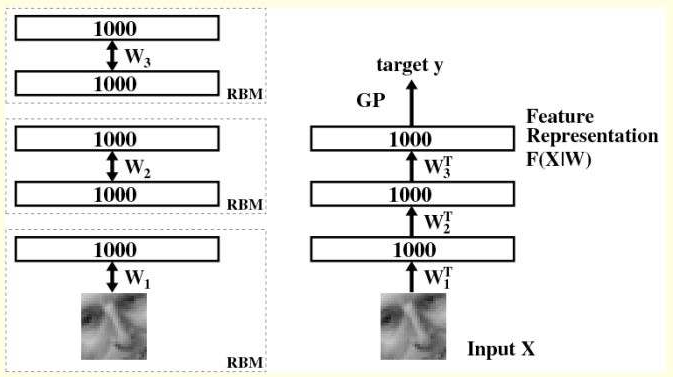 1000
W3
1000
RBM
1000
W2
1000
RBM
1000
W1
RBM
target y
GP
1000
Feature
Representation
F(X|W)
W3T
1000
W2T
1000
W1T
Input X